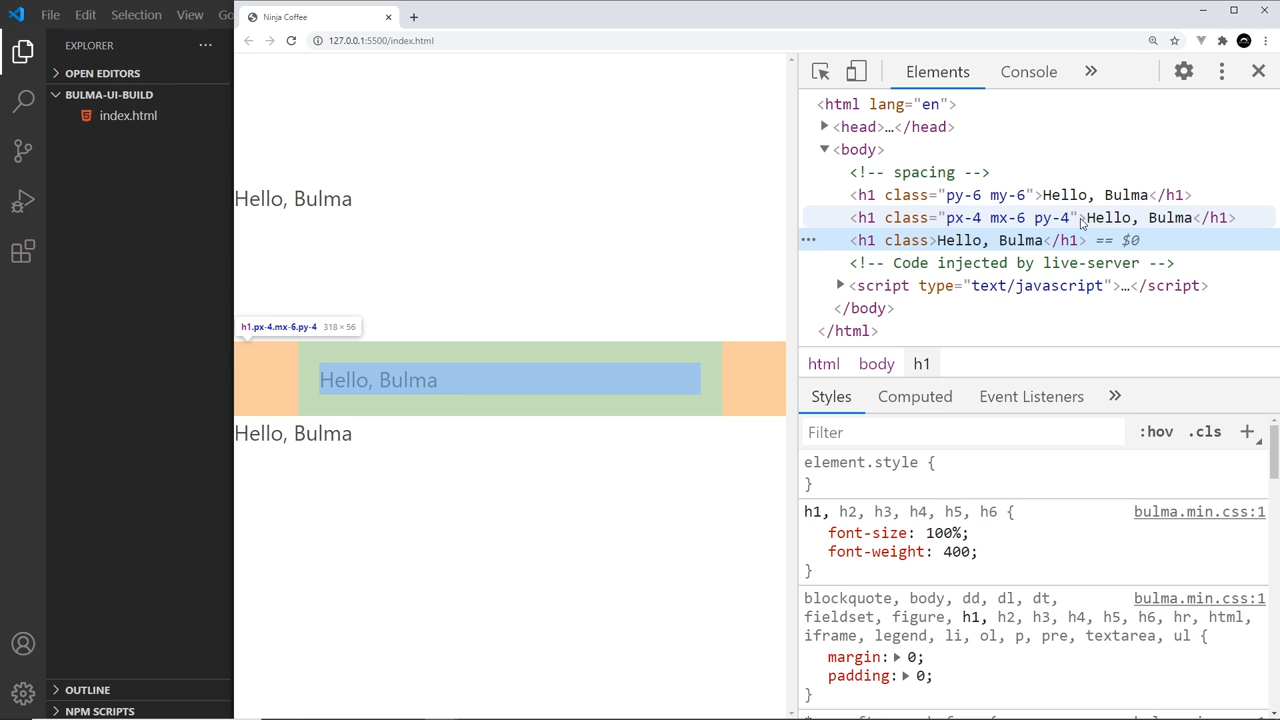 File Edit Selection View
Ninja Coffee
127.0.0.1:5500/index.html
EXPLORER
OPEN EDITORS
BULMA-UI-BUILD
index.html
OUTLINE
NPM SCRIPTS
Hello, Bulma
h1.px-4.mx-6.py-4 318 × 56
Hello, Bulma
Hello, Bulma
Elements Console
<html lang="en">
<head>…</head>
<body>
<!-- spacing -->
<h1 class="py-6 my-6">Hello, Bulma</h1>
<h1 class="px-4 mx-6 py-4">Hello, Bulma</h1>
<h1 class>Hello, Bulma</h1> == $0
<!-- Code injected by live-server -->
<script type="text/javascript">…</script>
</body>
</html>
html body h1
Styles Computed Event Listeners
Filter :hov .cls
element.style {
}
h1, h2, h3, h4, h5, h6 { bulma.min.css:1
font-size: 100%;
font-weight: 400;
}
blockquote, body, dd, dl, dt, bulma.min.css:1
fieldset, figure, h1, h2, h3, h4, h5, h6, hr, html,
iframe, legend, li, ol, p, pre, textarea, ul {
margin: 0;
padding: 0;
}